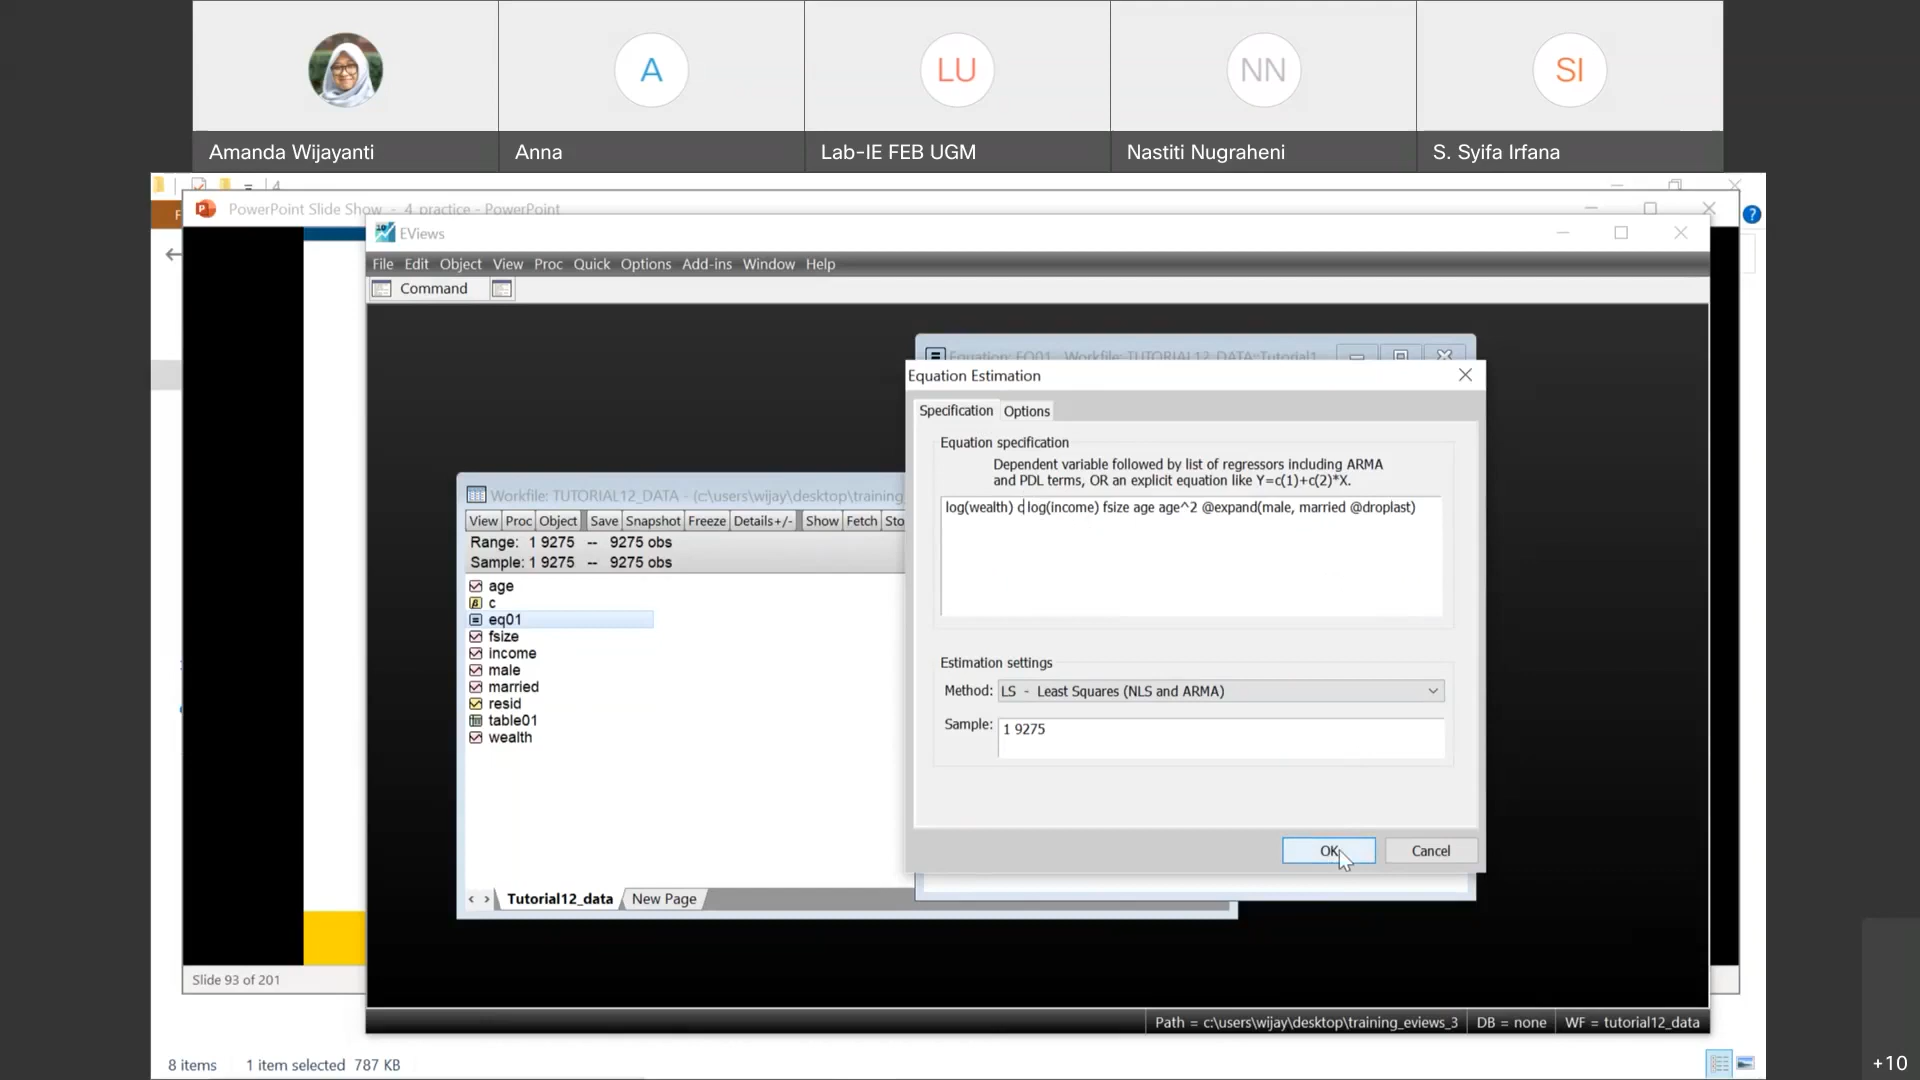 A
LU
NN
SI
Amanda Wijayanti
Anna
Lab-IE FEB UGM
Nastiti Nugraheni
S. Syifa Irfana
4
PowerPoint Slide Show - 4_practice - PowerPoint
EViews
File Edit Object View Proc Quick Options Add-ins Window Help
Command
Equation: EQ01 Workfile: TUTORIAL12_DATA::Tutorial1
Equation Estimation
Specification Options
Equation specification
Dependent variable followed by list of regressors including ARMA
and PDL terms, OR an explicit equation like Y=c(1)+c(2)*X.
log(wealth) c log(income) fsize age age^2 @expand(male, married @droplast)
Estimation settings
Method: LS - Least Squares (NLS and ARMA)
Sample: 1 9275
OK Cancel
Workfile: TUTORIAL12_DATA - (c:\users\wijay\desktop\training_
View Proc Object Save Snapshot Freeze Details+/- Show Fetch Sto
Range: 1 9275 -- 9275 obs
Sample: 1 9275 -- 9275 obs
age
c
eq01
fsize
income
male
married
resid
table01
wealth
Tutorial12_data New Page
Slide 93 of 201
Path = c:\users\wijay\desktop\training_eviews_3 DB = none WF = tutorial12_data
8 items 1 item selected 787 KB
+10